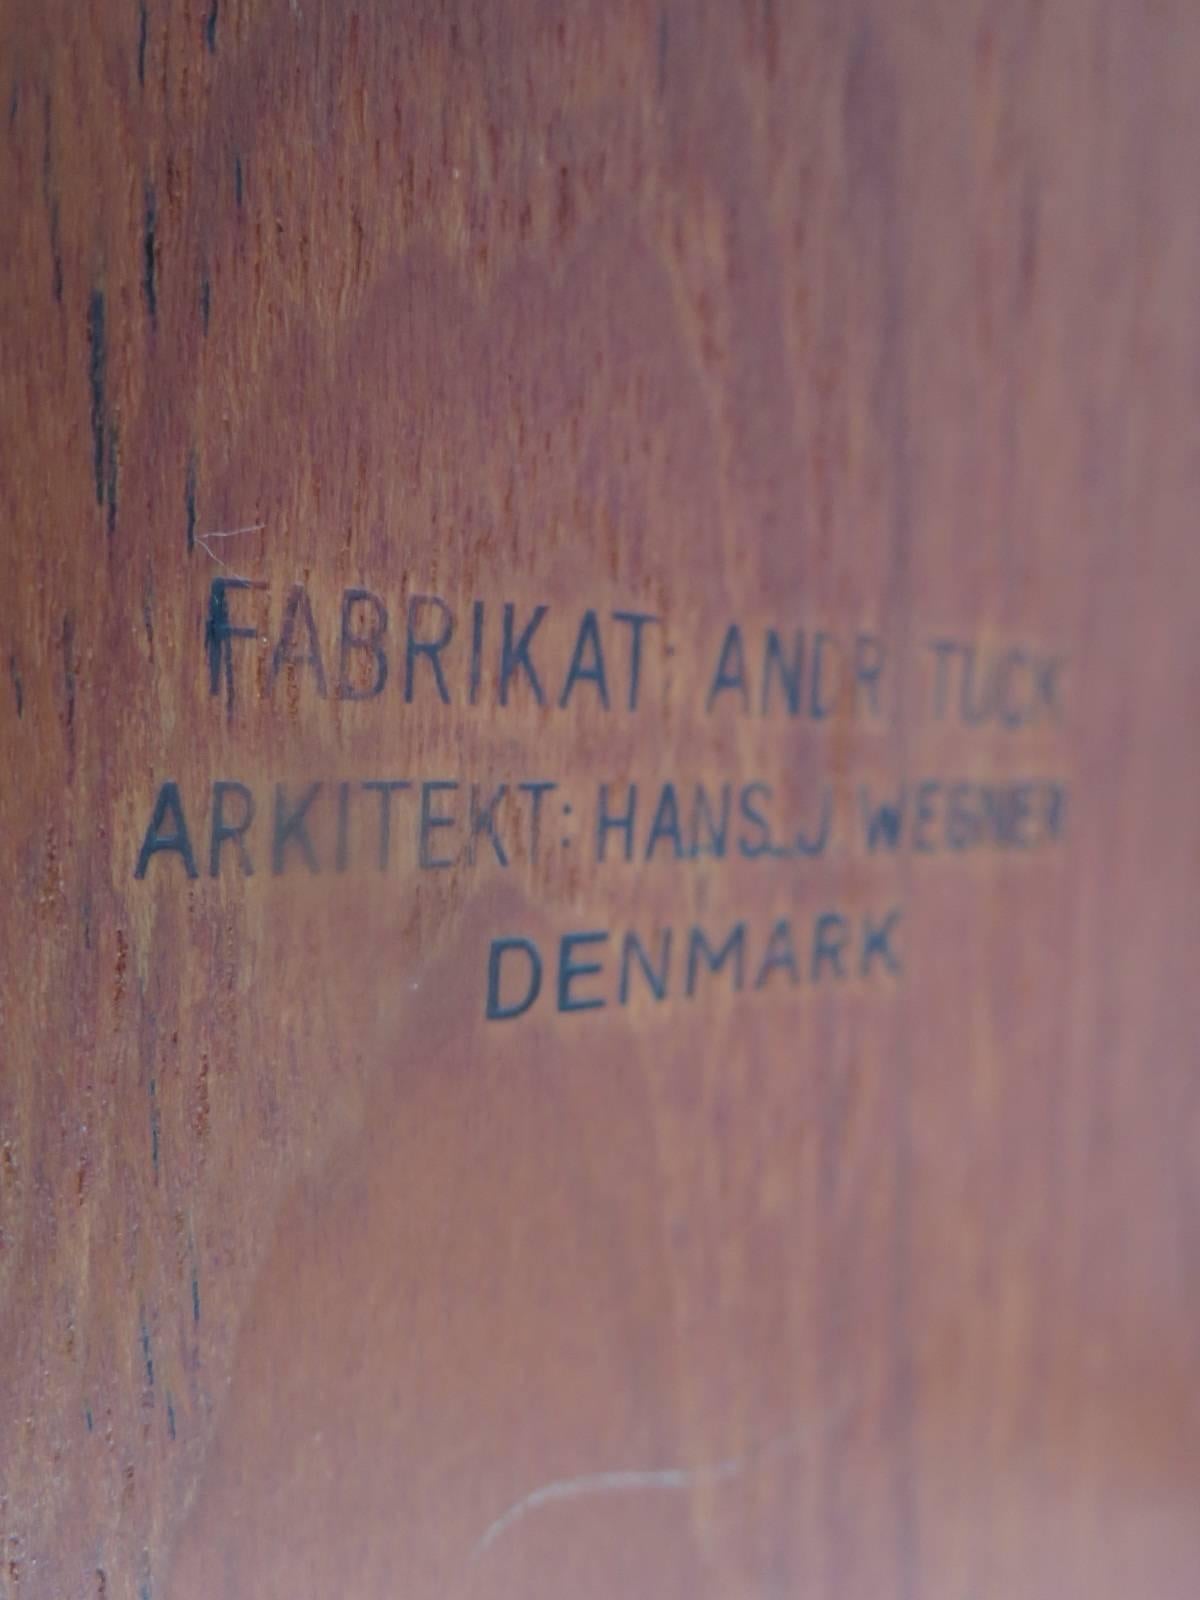 FABRIKAT: ANDR TUCK
ARKITEKT: HANS J WEGNER
DENMARK